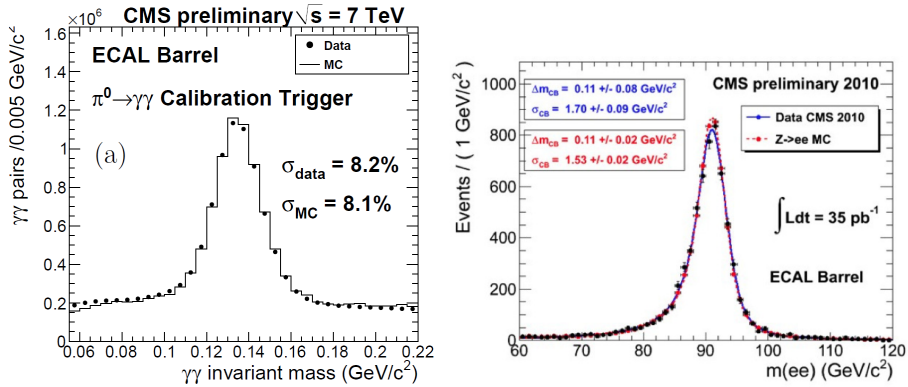 ×10⁶
CMS preliminary √s = 7 TeV
γγ pairs /0.005 GeV/c²
1.6
1.4
1.2
1
0.8
0.6
0.4
0.2
0
ECAL Barrel
Data
MC
π⁰→γγ Calibration Trigger
(a)
σdata = 8.2%
σMC = 8.1%
0.06 0.08 0.1 0.12 0.14 0.16 0.18 0.2 0.22
γγ invariant mass (GeV/c²)
Events / ( 1 GeV/c² )
1000
800
600
400
200
0
ΔmCB = 0.11 +/- 0.08 GeV/c²
σCB = 1.70 +/- 0.09 GeV/c²
ΔmCB = 0.11 +/- 0.02 GeV/c²
σCB = 1.53 +/- 0.02 GeV/c²
CMS preliminary 2010
Data CMS 2010
Z->ee MC
∫Ldt = 35 pb⁻¹
ECAL Barrel
60 70 80 90 100 110 120
m(ee) (GeV/c²)